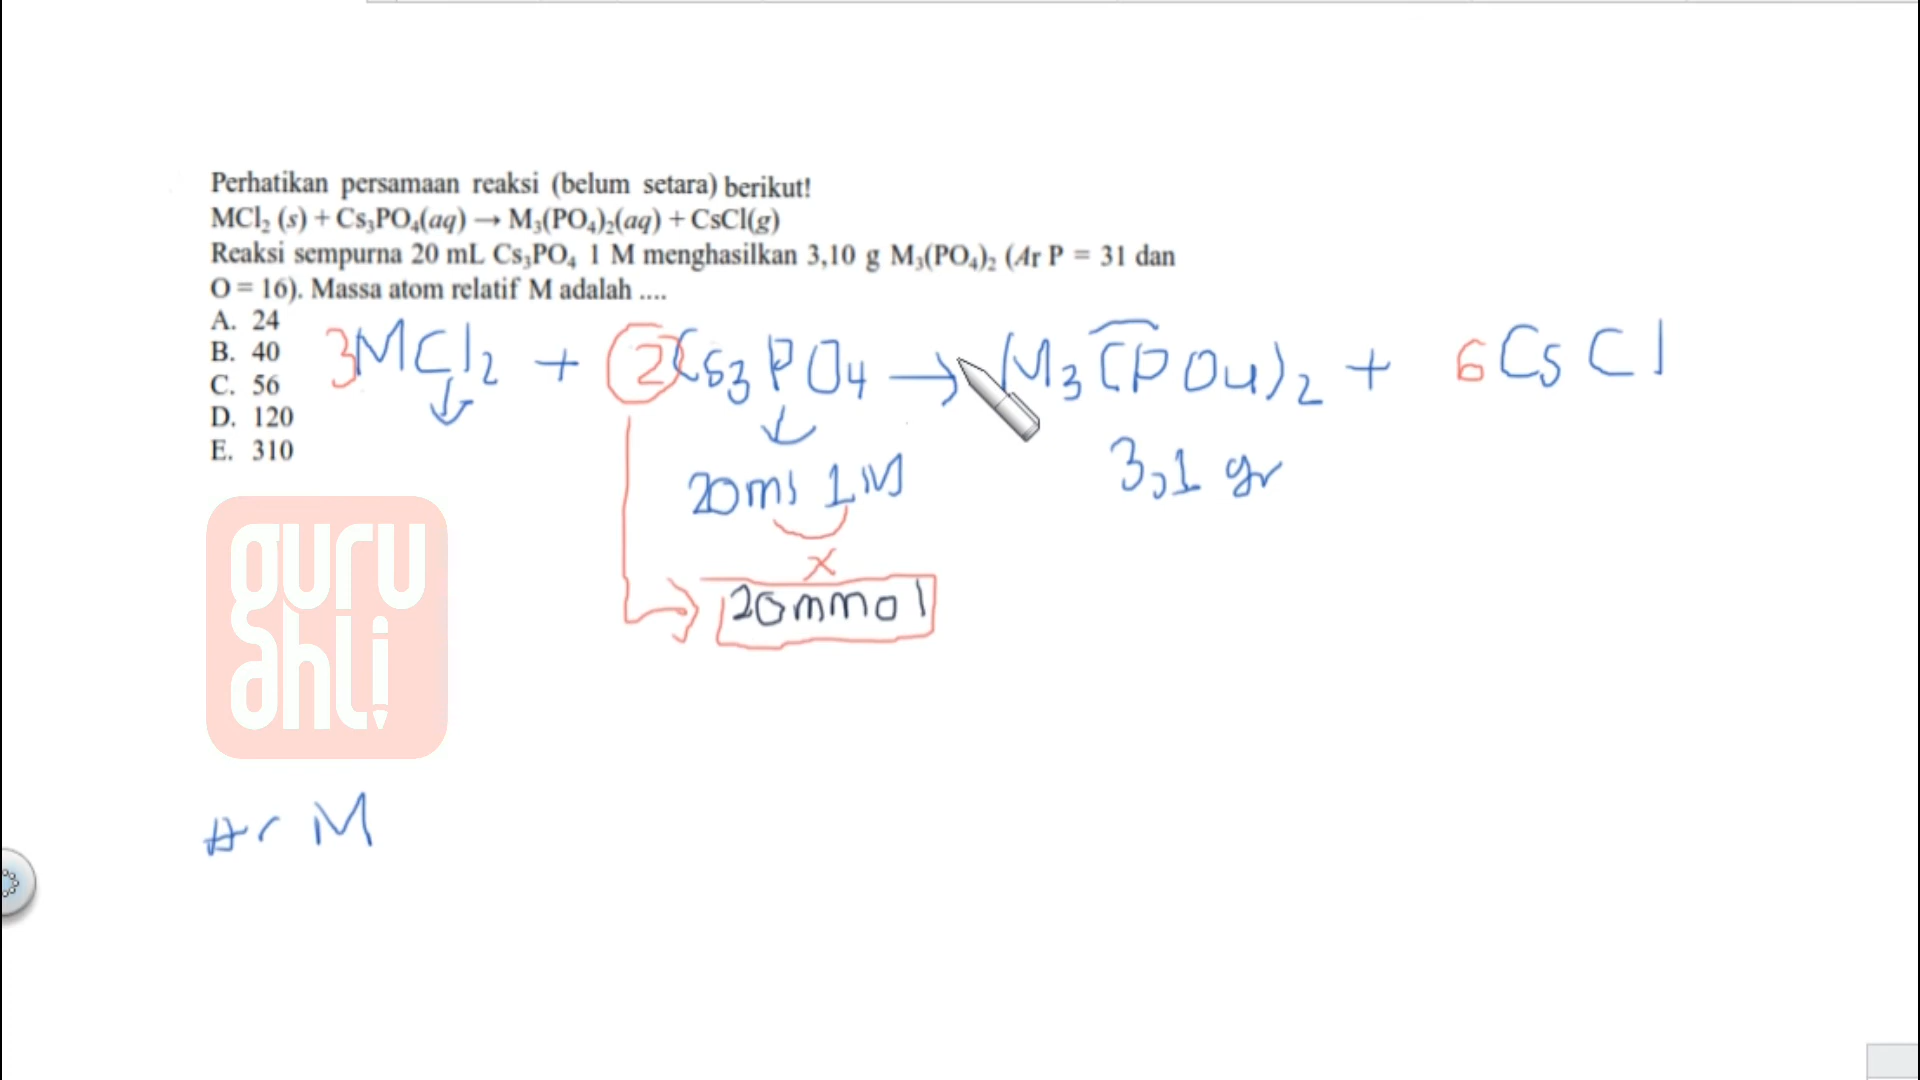 Perhatikan persamaan reaksi (belum setara) berikut!
MCl₂ (s) + Cs₃PO₄(aq) → M₃(PO₄)₂(aq) + CsCl(g)
Reaksi sempurna 20 mL Cs₃PO₄ 1 M menghasilkan 3,10 g M₃(PO₄)₂ (Ar P = 31 dan
O = 16). Massa atom relatif M adalah ....
A. 24
B. 40
C. 56
D. 120
E. 310
3MCl₂ + 2Cs₃PO₄ → M₃(PO₄)₂ + 6CsCl
20ml 1M
3,1 gr
x
20mmol
guru
ahli
Ar M